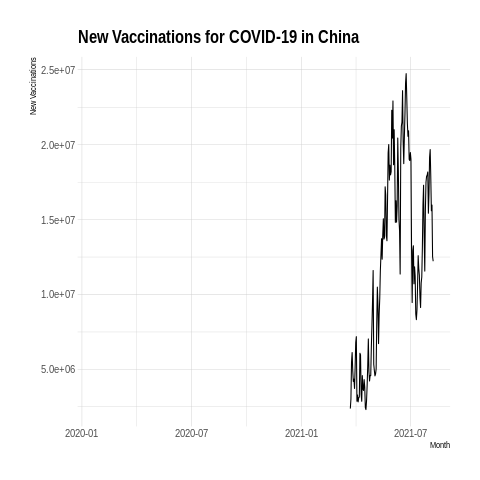 New Vaccinations for COVID-19 in China
New Vaccinations
2.5e+07
2.0e+07
1.5e+07
1.0e+07
5.0e+06
2020-01
2020-07
2021-01
2021-07
Month